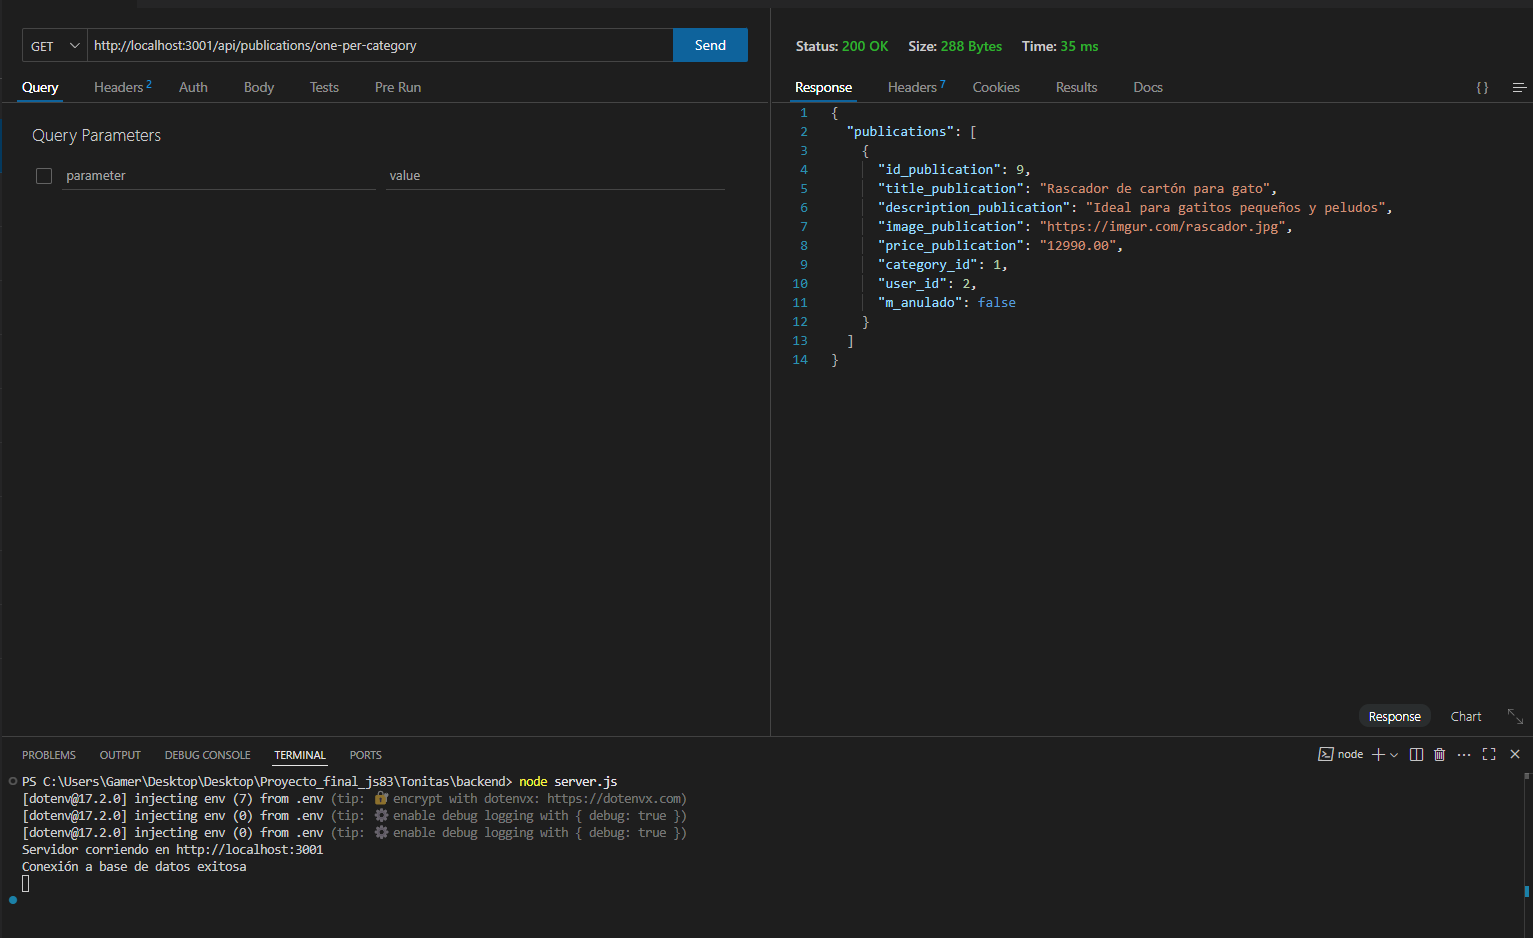 GET http://localhost:3001/api/publications/one-per-category Send
Query Headers 2 Auth Body Tests Pre Run
Query Parameters
parameter value
Status: 200 OK Size: 288 Bytes Time: 35 ms
Response Headers 7 Cookies Results Docs {}
1 {
2 "publications": [
3 {
4 "id_publication": 9,
5 "title_publication": "Rascador de cartón para gato",
6 "description_publication": "Ideal para gatitos pequeños y peludos",
7 "image_publication": "https://imgur.com/rascador.jpg",
8 "price_publication": "12990.00",
9 "category_id": 1,
10 "user_id": 2,
11 "m_anulado": false
12 }
13 ]
14 }
Response Chart
PROBLEMS OUTPUT DEBUG CONSOLE TERMINAL PORTS node
PS C:\Users\Gamer\Desktop\Desktop\Proyecto_final_js83\Tonitas\backend> node server.js
[dotenv@17.2.0] injecting env (7) from .env (tip: 🔐 encrypt with dotenvx: https://dotenvx.com)
[dotenv@17.2.0] injecting env (0) from .env (tip: ⚙️ enable debug logging with { debug: true })
[dotenv@17.2.0] injecting env (0) from .env (tip: ⚙️ enable debug logging with { debug: true })
Servidor corriendo en http://localhost:3001
Conexión a base de datos exitosa